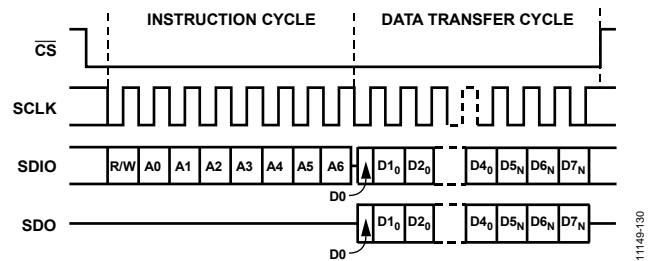 INSTRUCTION CYCLE DATA TRANSFER CYCLE
CS
SCLK
SDIO R/W A0 A1 A2 A3 A4 A5 A6 D1₀ D2₀ D4₀ D5N D6N D7N
D0
SDO D1₀ D2₀ D4₀ D5N D6N D7N
D0
11149-130